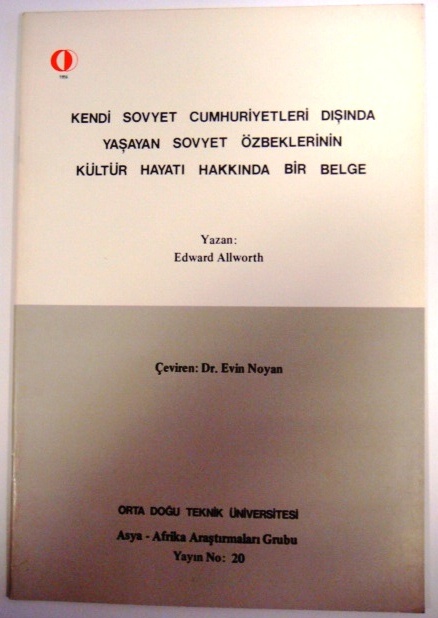 1956
KENDİ SOVYET CUMHURİYETLERİ DIŞINDA
YAŞAYAN SOVYET ÖZBEKLERİNİN
KÜLTÜR HAYATI HAKKINDA BİR BELGE
Yazan:
Edward Allworth
Çeviren: Dr. Evin Noyan
ORTA DOĞU TEKNİK ÜNİVERSİTESİ
Asya - Afrika Araştırmaları Grubu
Yayın No: 20